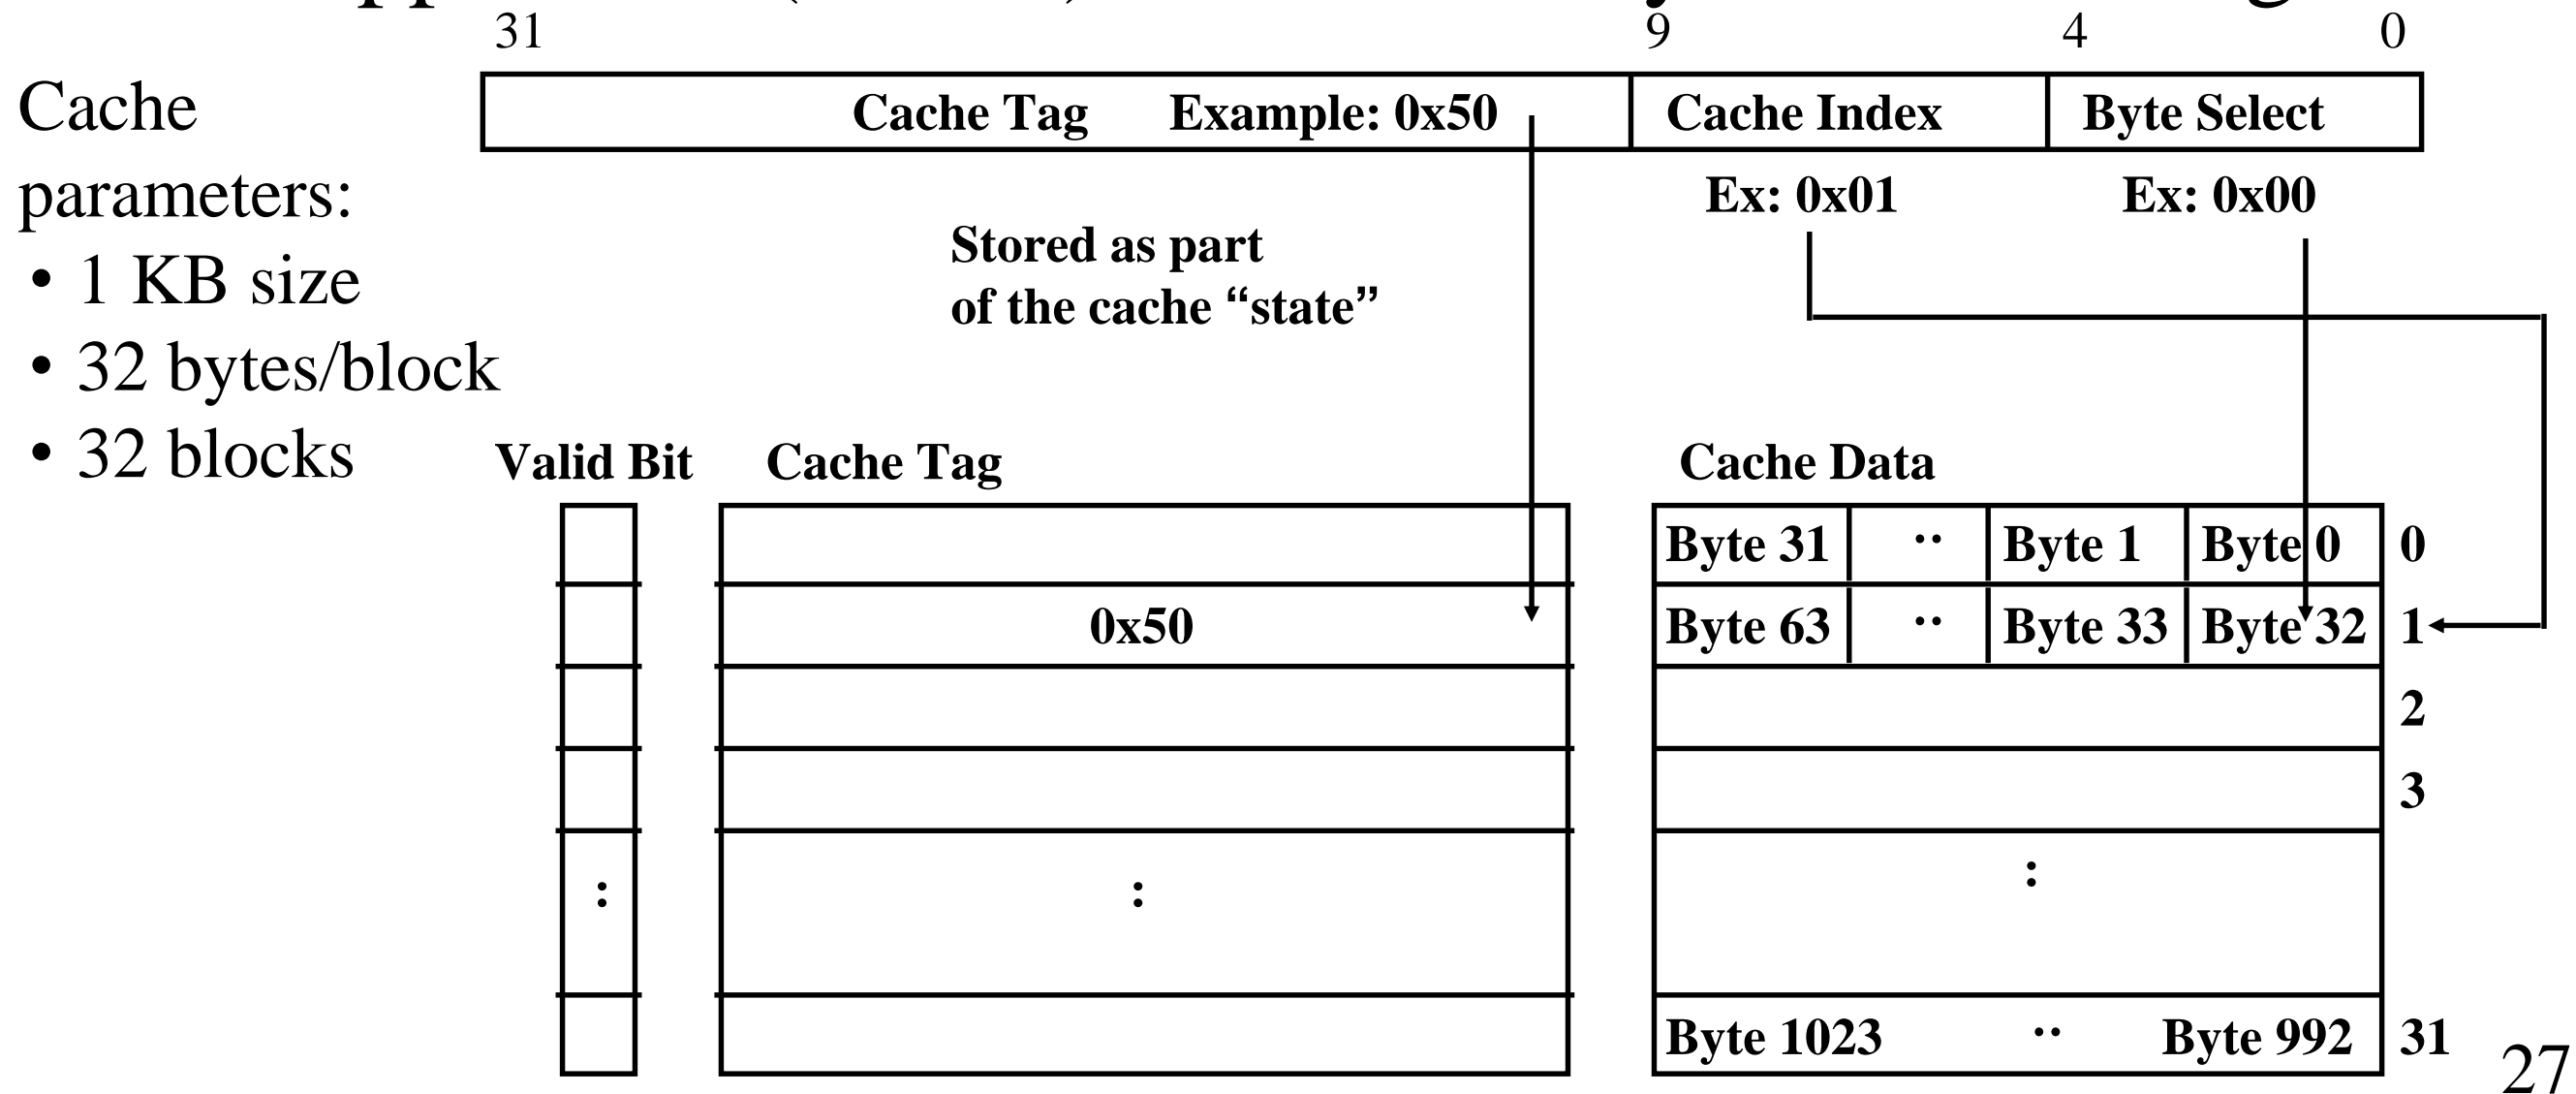 31 9 4 0
Cache
parameters:
• 1 KB size
• 32 bytes/block
• 32 blocks
Cache Tag Example: 0x50 Cache Index Byte Select
Ex: 0x01 Ex: 0x00
Stored as part
of the cache “state”
Valid Bit Cache Tag Cache Data
Byte 31 ·· Byte 1 Byte 0 0
0x50 Byte 63 ·· Byte 33 Byte 32 1
2
3
: : :
Byte 1023 ·· Byte 992 31
27